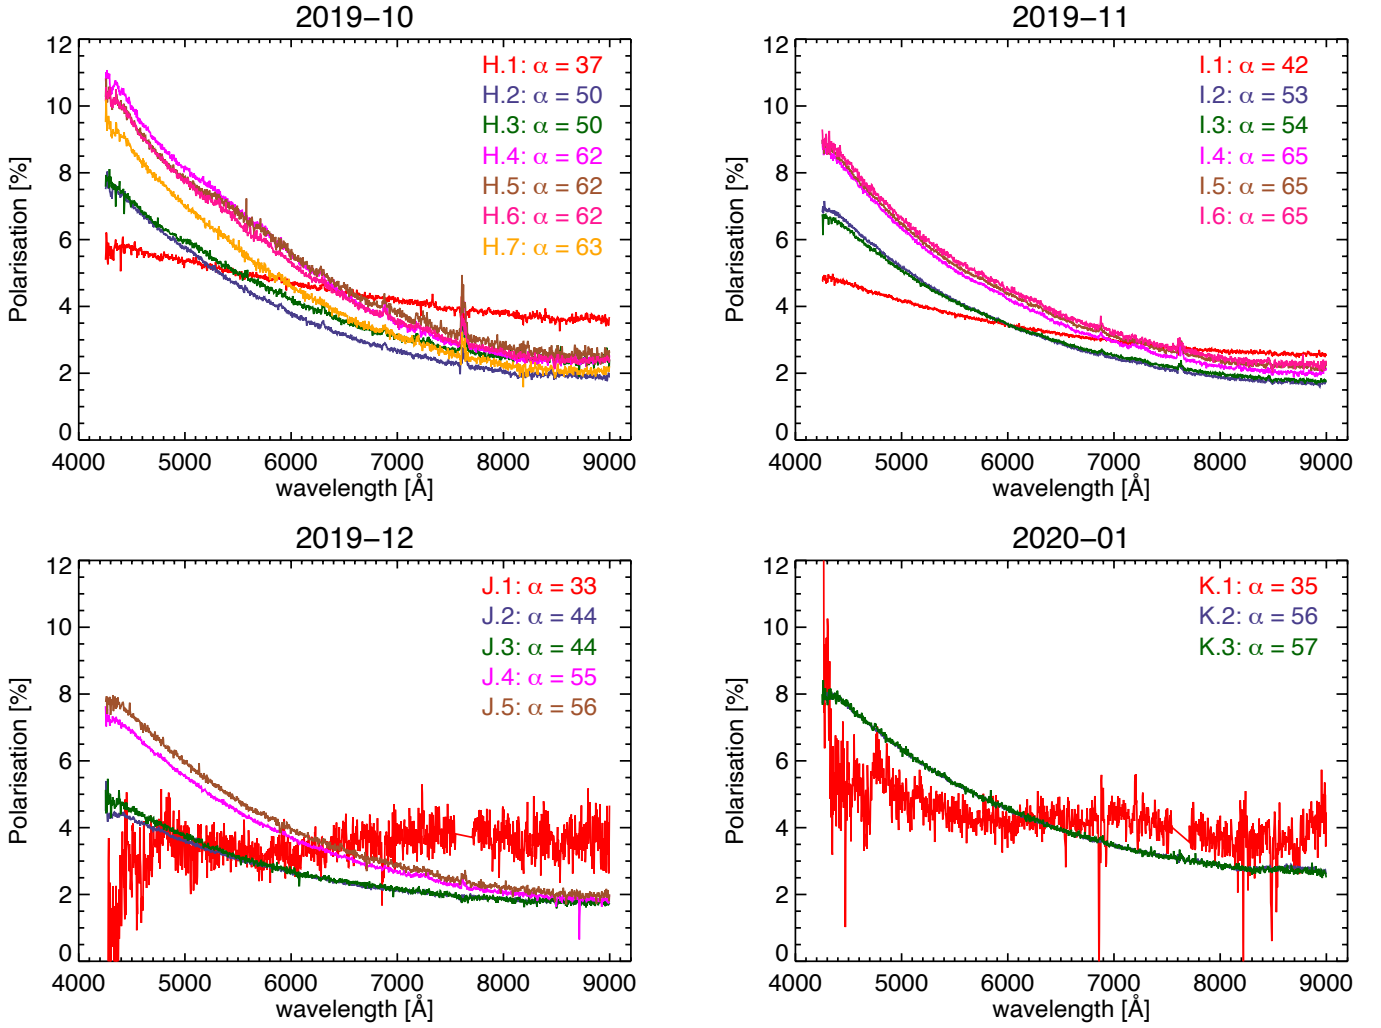 2019−10
Polarisation [%]
12
10
8
6
4
2
0
H.1: α = 37
H.2: α = 50
H.3: α = 50
H.4: α = 62
H.5: α = 62
H.6: α = 62
H.7: α = 63
4000 5000 6000 7000 8000 9000
wavelength [Å]
2019−11
Polarisation [%]
12
10
8
6
4
2
0
I.1: α = 42
I.2: α = 53
I.3: α = 54
I.4: α = 65
I.5: α = 65
I.6: α = 65
4000 5000 6000 7000 8000 9000
wavelength [Å]
2019−12
Polarisation [%]
12
10
8
6
4
2
0
J.1: α = 33
J.2: α = 44
J.3: α = 44
J.4: α = 55
J.5: α = 56
4000 5000 6000 7000 8000 9000
wavelength [Å]
2020−01
Polarisation [%]
12
10
8
6
4
2
0
K.1: α = 35
K.2: α = 56
K.3: α = 57
4000 5000 6000 7000 8000 9000
wavelength [Å]